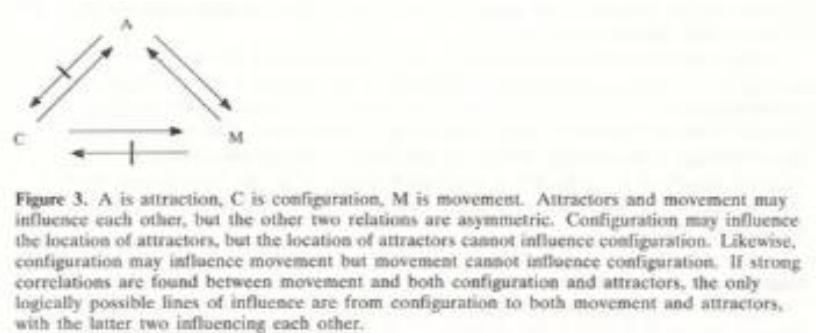 A
C
M
Figure 3. A is attraction, C is configuration, M is movement. Attractors and movement may
influence each other, but the other two relations are asymmetric. Configuration may influence
the location of attractors, but the location of attractors cannot influence configuration. Likewise,
configuration may influence movement but movement cannot influence configuration. If strong
correlations are found between movement and both configuration and attractors, the only
logically possible lines of influence are from configuration to both movement and attractors,
with the latter two influencing each other.